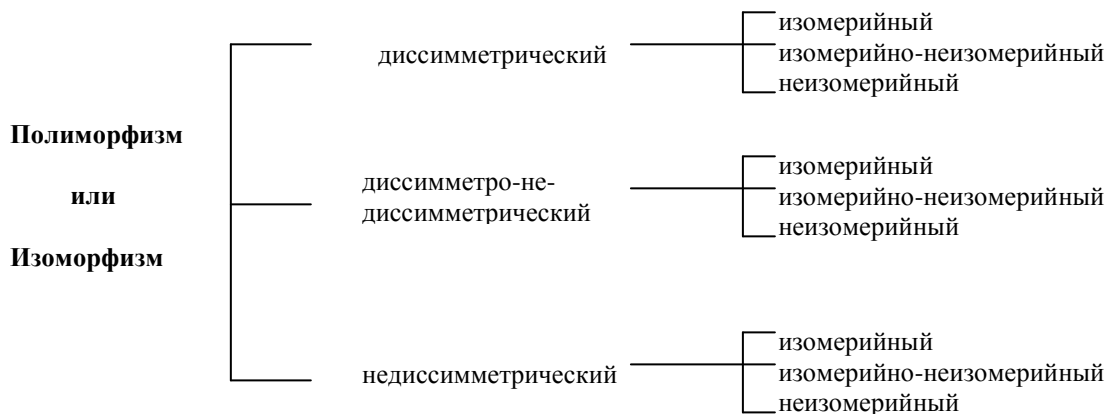 Полиморфизм
или
Изоморфизм
диссимметрический
изомерийный
изомерийно-неизомерийный
неизомерийный
диссимметро-не-
диссимметрический
изомерийный
изомерийно-неизомерийный
неизомерийный
недиссимметрический
изомерийный
изомерийно-неизомерийный
неизомерийный